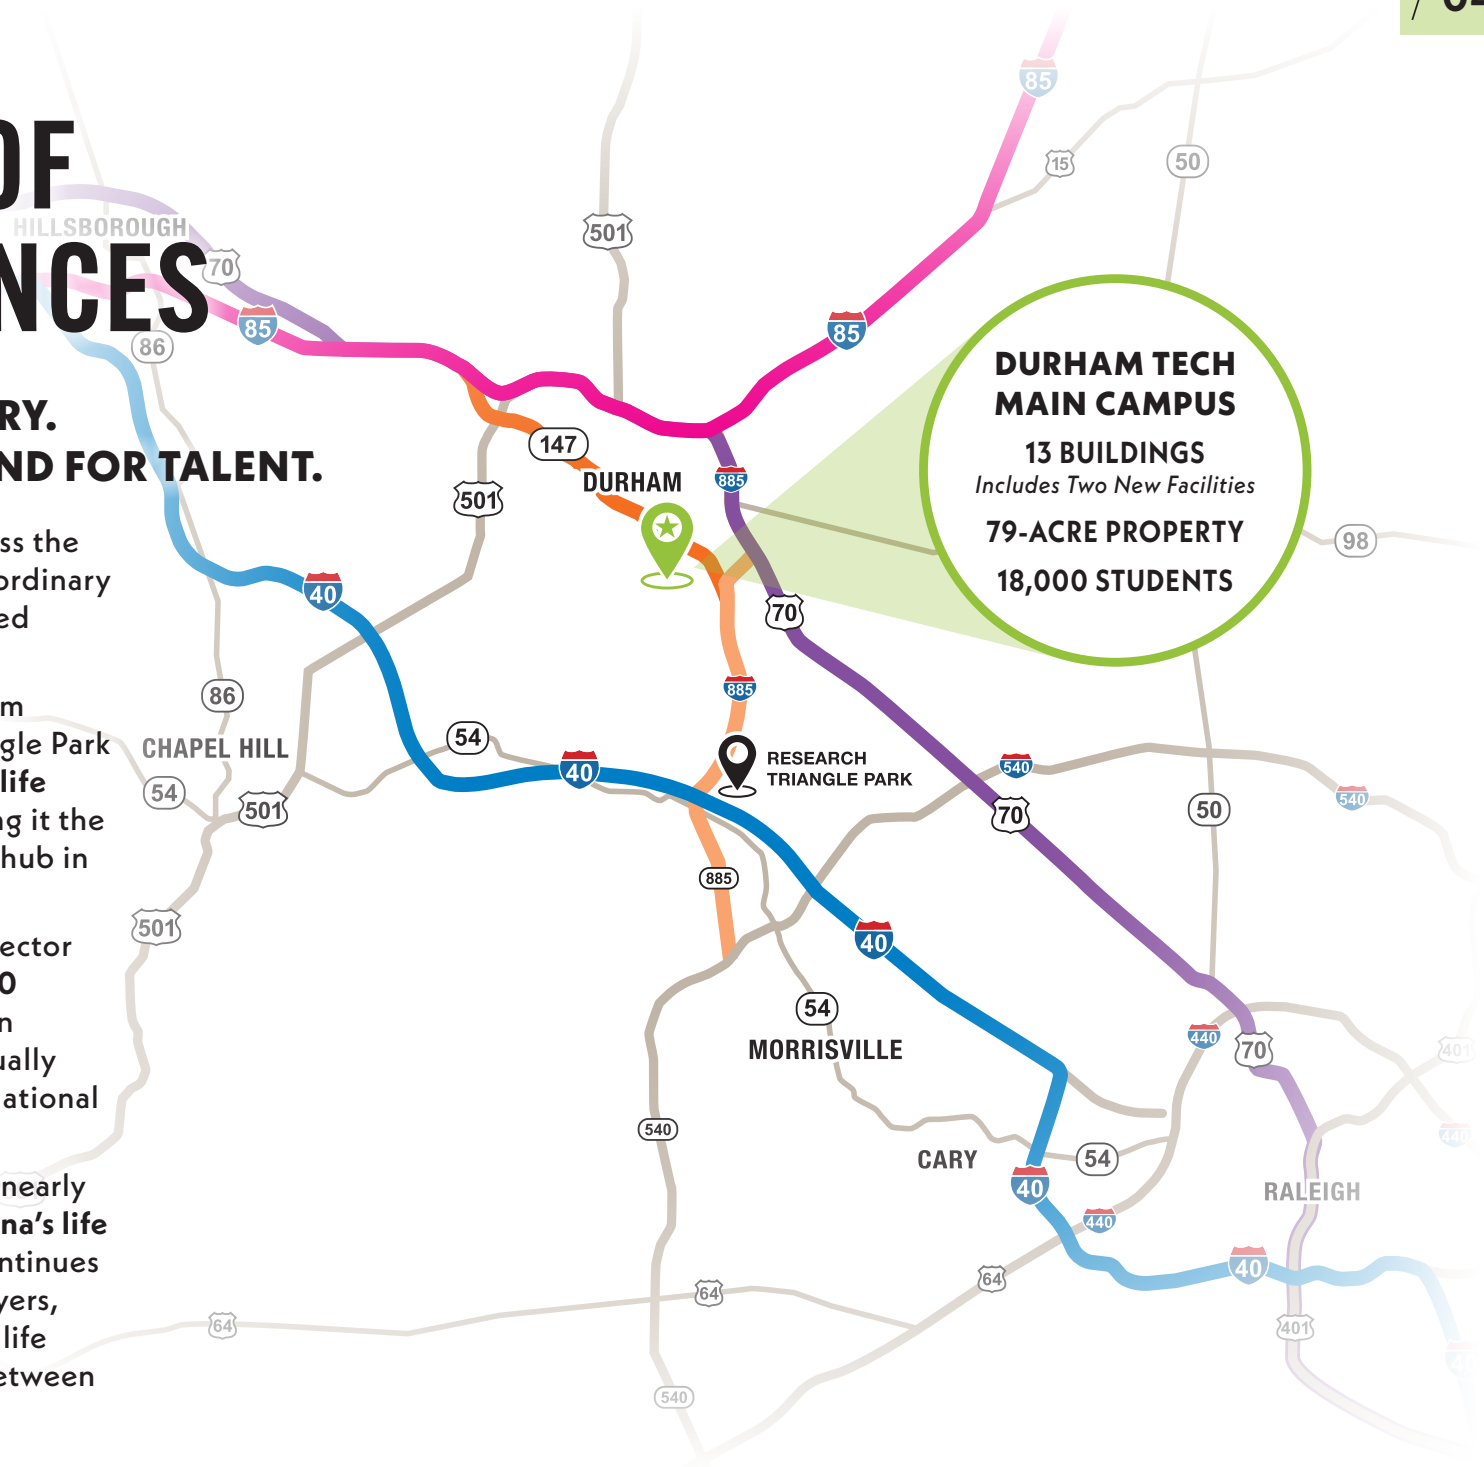 OF
HILLSBOROUGH
NCES
RY.
ND FOR TALENT.
ss the
ordinary
ed
m
gle Park
life
ng it the
hub in
ector
0
n
ually
ational
nearly
na's life
ntinues
yers,
life
etween
85
15
50
501
70
85
86
85
DURHAM TECH
MAIN CAMPUS
13 BUILDINGS
Includes Two New Facilities
79-ACRE PROPERTY
18,000 STUDENTS
147
DURHAM
885
501
98
40
70
86
885
54
CHAPEL HILL
40
RESEARCH
TRIANGLE PARK
540
54
501
70
50
540
885
501
40
54
MORRISVILLE
440
70
401
540
440
CARY
54
40
RALEIGH
440
40
64
64
64
401
40
540